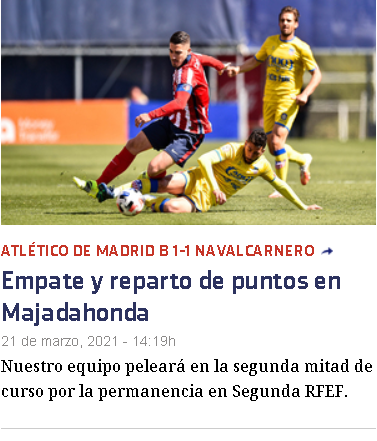 ATLÉTICO DE MADRID B 1-1 NAVALCARNERO
Empate y reparto de puntos en
Majadahonda
21 de marzo, 2021 - 14:19h
Nuestro equipo peleará en la segunda mitad de
curso por la permanencia en Segunda RFEF.